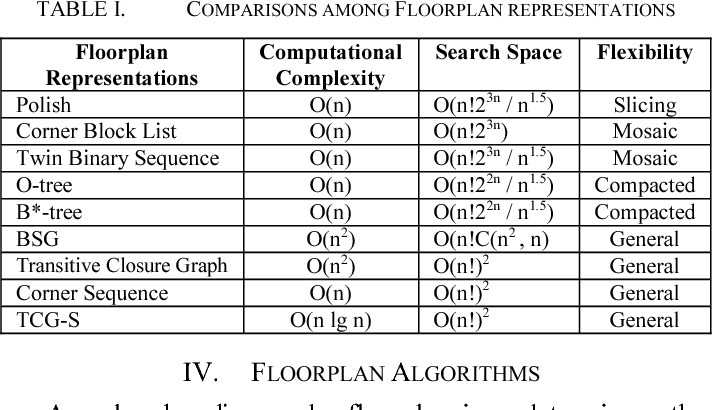 TABLE I. COMPARISONS AMONG FLOORPLAN REPRESENTATIONS
Floorplan Representations Computational Complexity Search Space Flexibility
Polish O(n) O(n!2^3n / n^1.5) Slicing
Corner Block List O(n) O(n!2^3n) Mosaic
Twin Binary Sequence O(n) O(n!2^3n / n^1.5) Mosaic
O-tree O(n) O(n!2^2n / n^1.5) Compacted
B*-tree O(n) O(n!2^2n / n^1.5) Compacted
BSG O(n^2) O(n!C(n^2 , n) General
Transitive Closure Graph O(n^2) O(n!)^2 General
Corner Sequence O(n) O(n!)^2 General
TCG-S O(n lg n) O(n!)^2 General
IV. FLOORPLAN ALGORITHMS